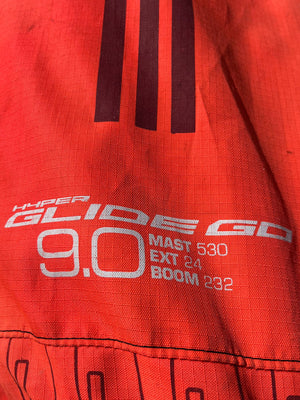 HYPER
GLIDE GO
9.0
MAST 530
EXT 24
BOOM 232